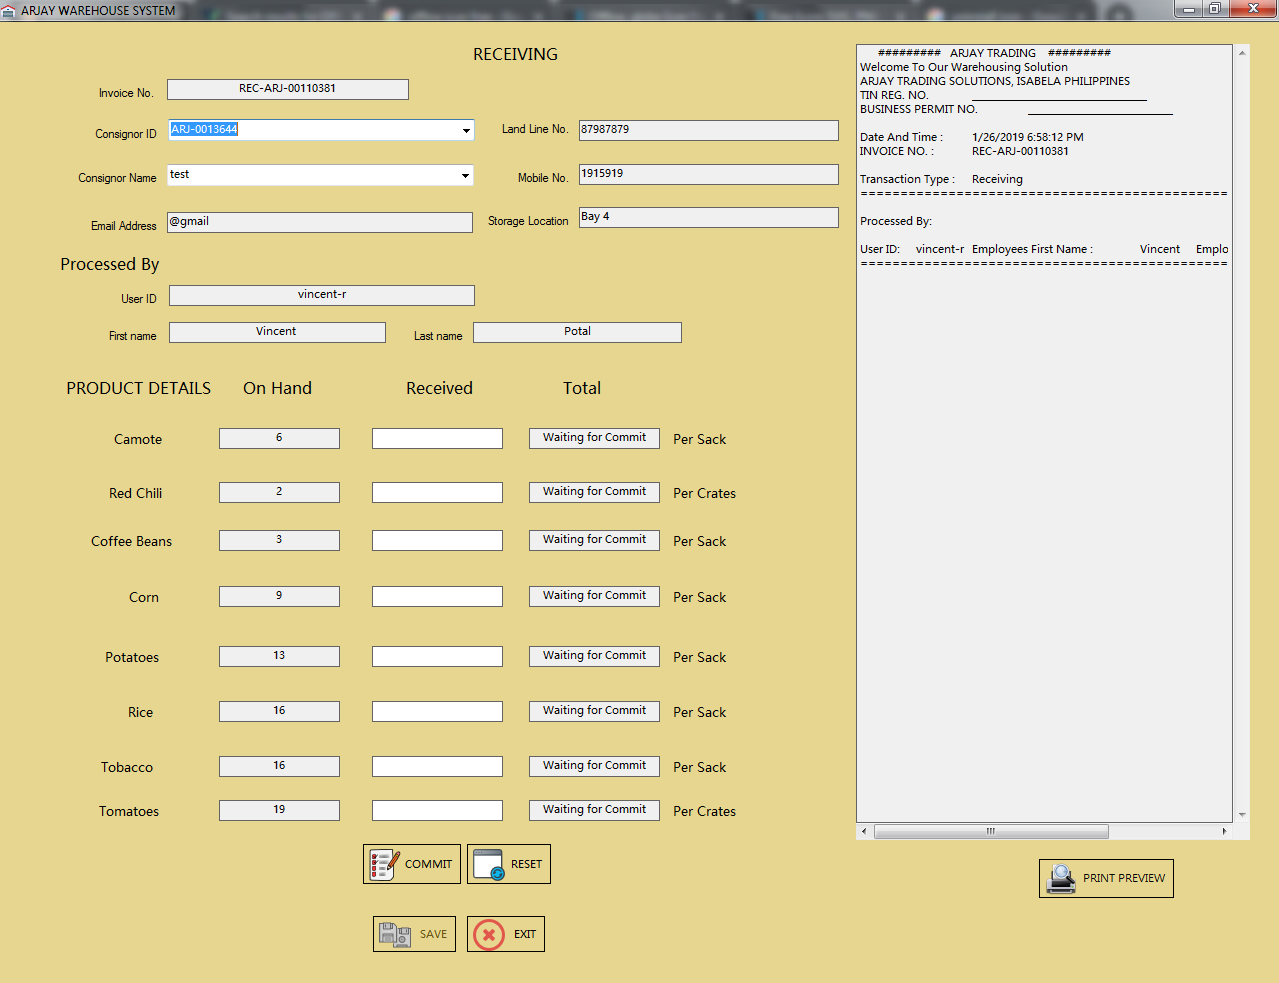 ARJAY WAREHOUSE SYSTEM
RECEIVING
Invoice No. REC-ARJ-00110381
Consignor ID ARJ-0013644 Land Line No. 87987879
Consignor Name test Mobile No. 1915919
Email Address @gmail Storage Location Bay 4
Processed By
User ID vincent-r
First name Vincent Last name Potal
PRODUCT DETAILS On Hand Received Total
Camote 6 Waiting for Commit Per Sack
Red Chili 2 Waiting for Commit Per Crates
Coffee Beans 3 Waiting for Commit Per Sack
Corn 9 Waiting for Commit Per Sack
Potatoes 13 Waiting for Commit Per Sack
Rice 16 Waiting for Commit Per Sack
Tobacco 16 Waiting for Commit Per Sack
Tomatoes 19 Waiting for Commit Per Crates
COMMIT RESET
SAVE EXIT
######### ARJAY TRADING #########
Welcome To Our Warehousing Solution
ARJAY TRADING SOLUTIONS, ISABELA PHILIPPINES
TIN REG. NO. ____________________
BUSINESS PERMIT NO. ____________________
Date And Time : 1/26/2019 6:58:12 PM
INVOICE NO. : REC-ARJ-00110381
Transaction Type : Receiving
==============================================
Processed By:
User ID: vincent-r Employees First Name : Vincent Emplo
==============================================
PRINT PREVIEW